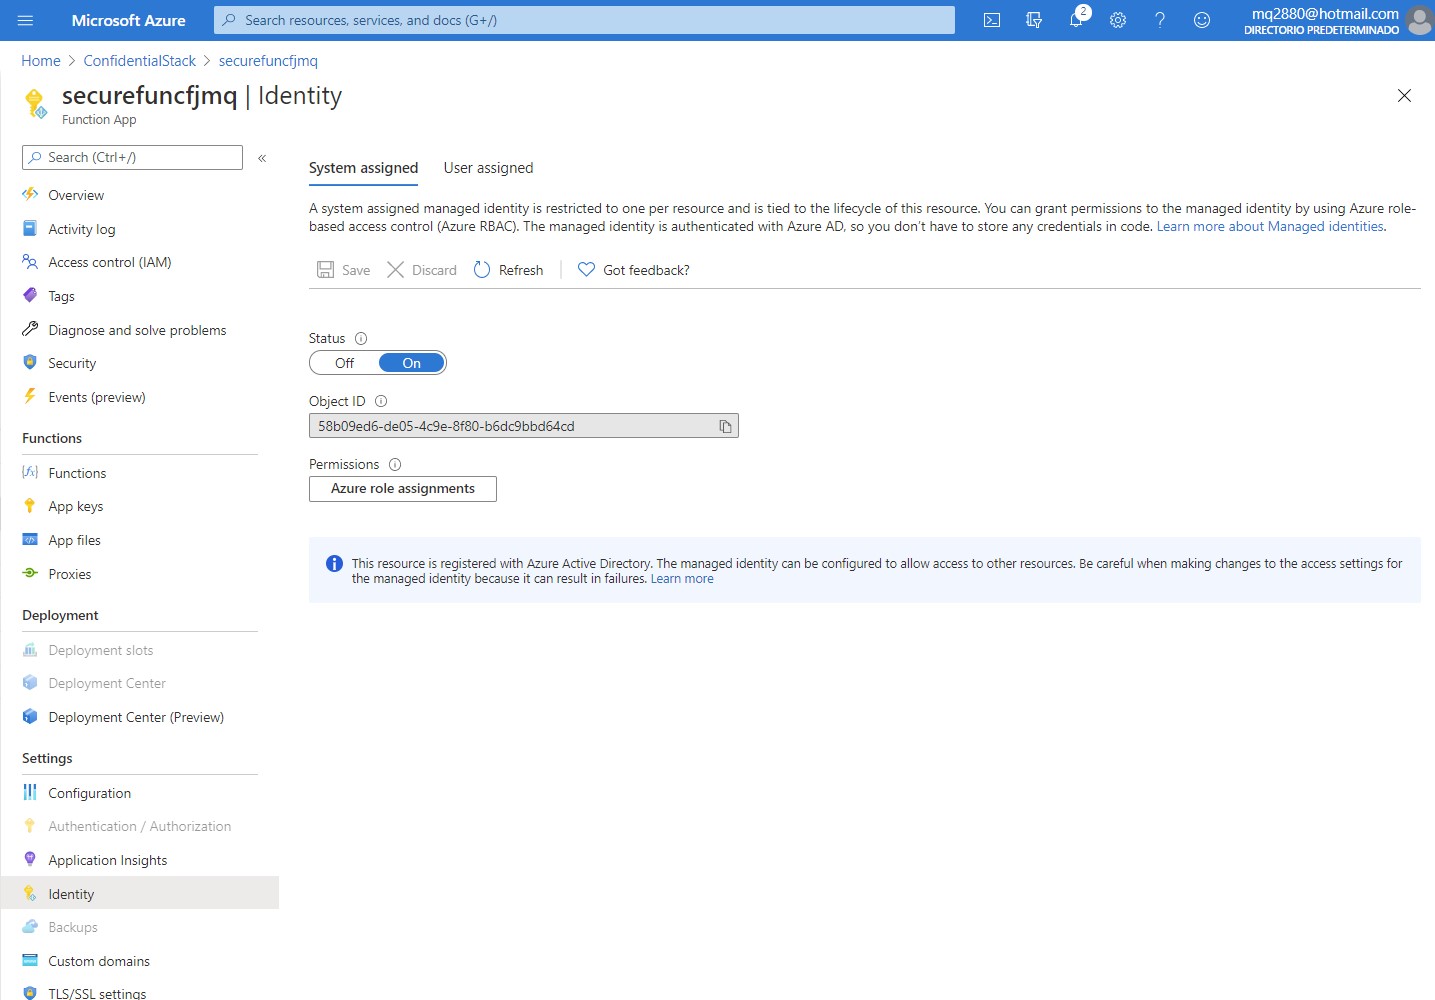 Microsoft Azure
Search resources, services, and docs (G+/)
2
mq2880@hotmail.com
DIRECTORIO PREDETERMINADO
Home > ConfidentialStack > securefuncfjmq
securefuncfjmq | Identity
Function App
Search (Ctrl+/)
«
Overview
Activity log
Access control (IAM)
Tags
Diagnose and solve problems
Security
Events (preview)
Functions
Functions
App keys
App files
Proxies
Deployment
Deployment slots
Deployment Center
Deployment Center (Preview)
Settings
Configuration
Authentication / Authorization
Application Insights
Identity
Backups
Custom domains
TLS/SSL settings
System assigned User assigned
A system assigned managed identity is restricted to one per resource and is tied to the lifecycle of this resource. You can grant permissions to the managed identity by using Azure role-
based access control (Azure RBAC). The managed identity is authenticated with Azure AD, so you don't have to store any credentials in code. Learn more about Managed identities.
Save Discard Refresh Got feedback?
Status
Off On
Object ID
58b09ed6-de05-4c9e-8f80-b6dc9bbd64cd
Permissions
Azure role assignments
This resource is registered with Azure Active Directory. The managed identity can be configured to allow access to other resources. Be careful when making changes to the access settings for
the managed identity because it can result in failures. Learn more